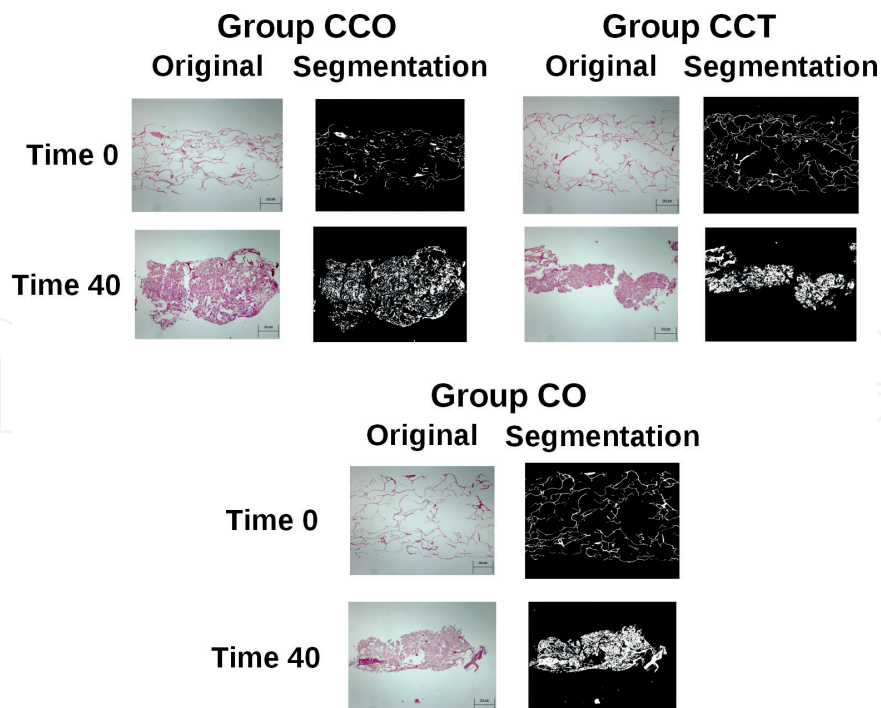 Group CCO
Original Segmentation
Group CCT
Original Segmentation
Time 0
Time 40
Group CO
Original Segmentation
Time 0
Time 40